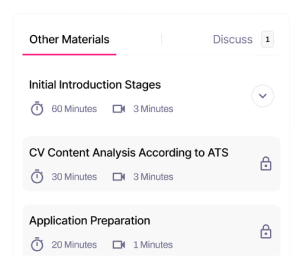 Other Materials
Discuss 1
Initial Introduction Stages
60 Minutes 3 Minutes
CV Content Analysis According to ATS
30 Minutes 3 Minutes
Application Preparation
20 Minutes 1 Minutes